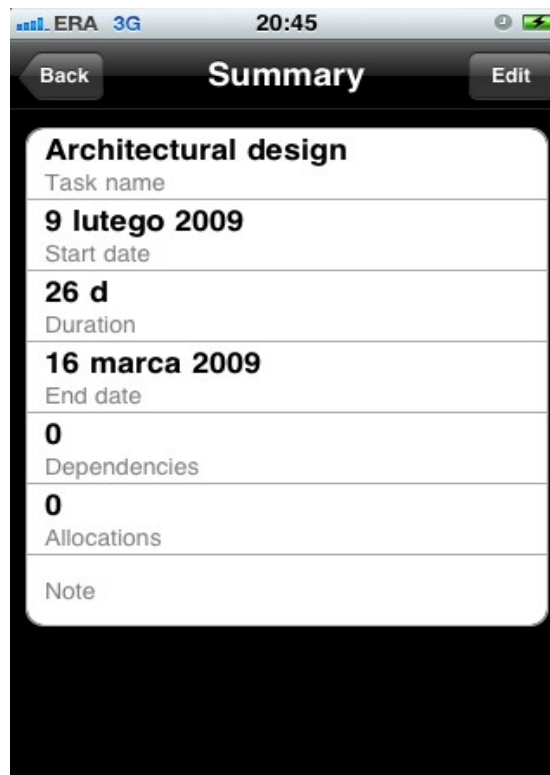 ERA 3G 20:45
Back Summary Edit
Architectural design
Task name
9 lutego 2009
Start date
26 d
Duration
16 marca 2009
End date
0
Dependencies
0
Allocations
Note